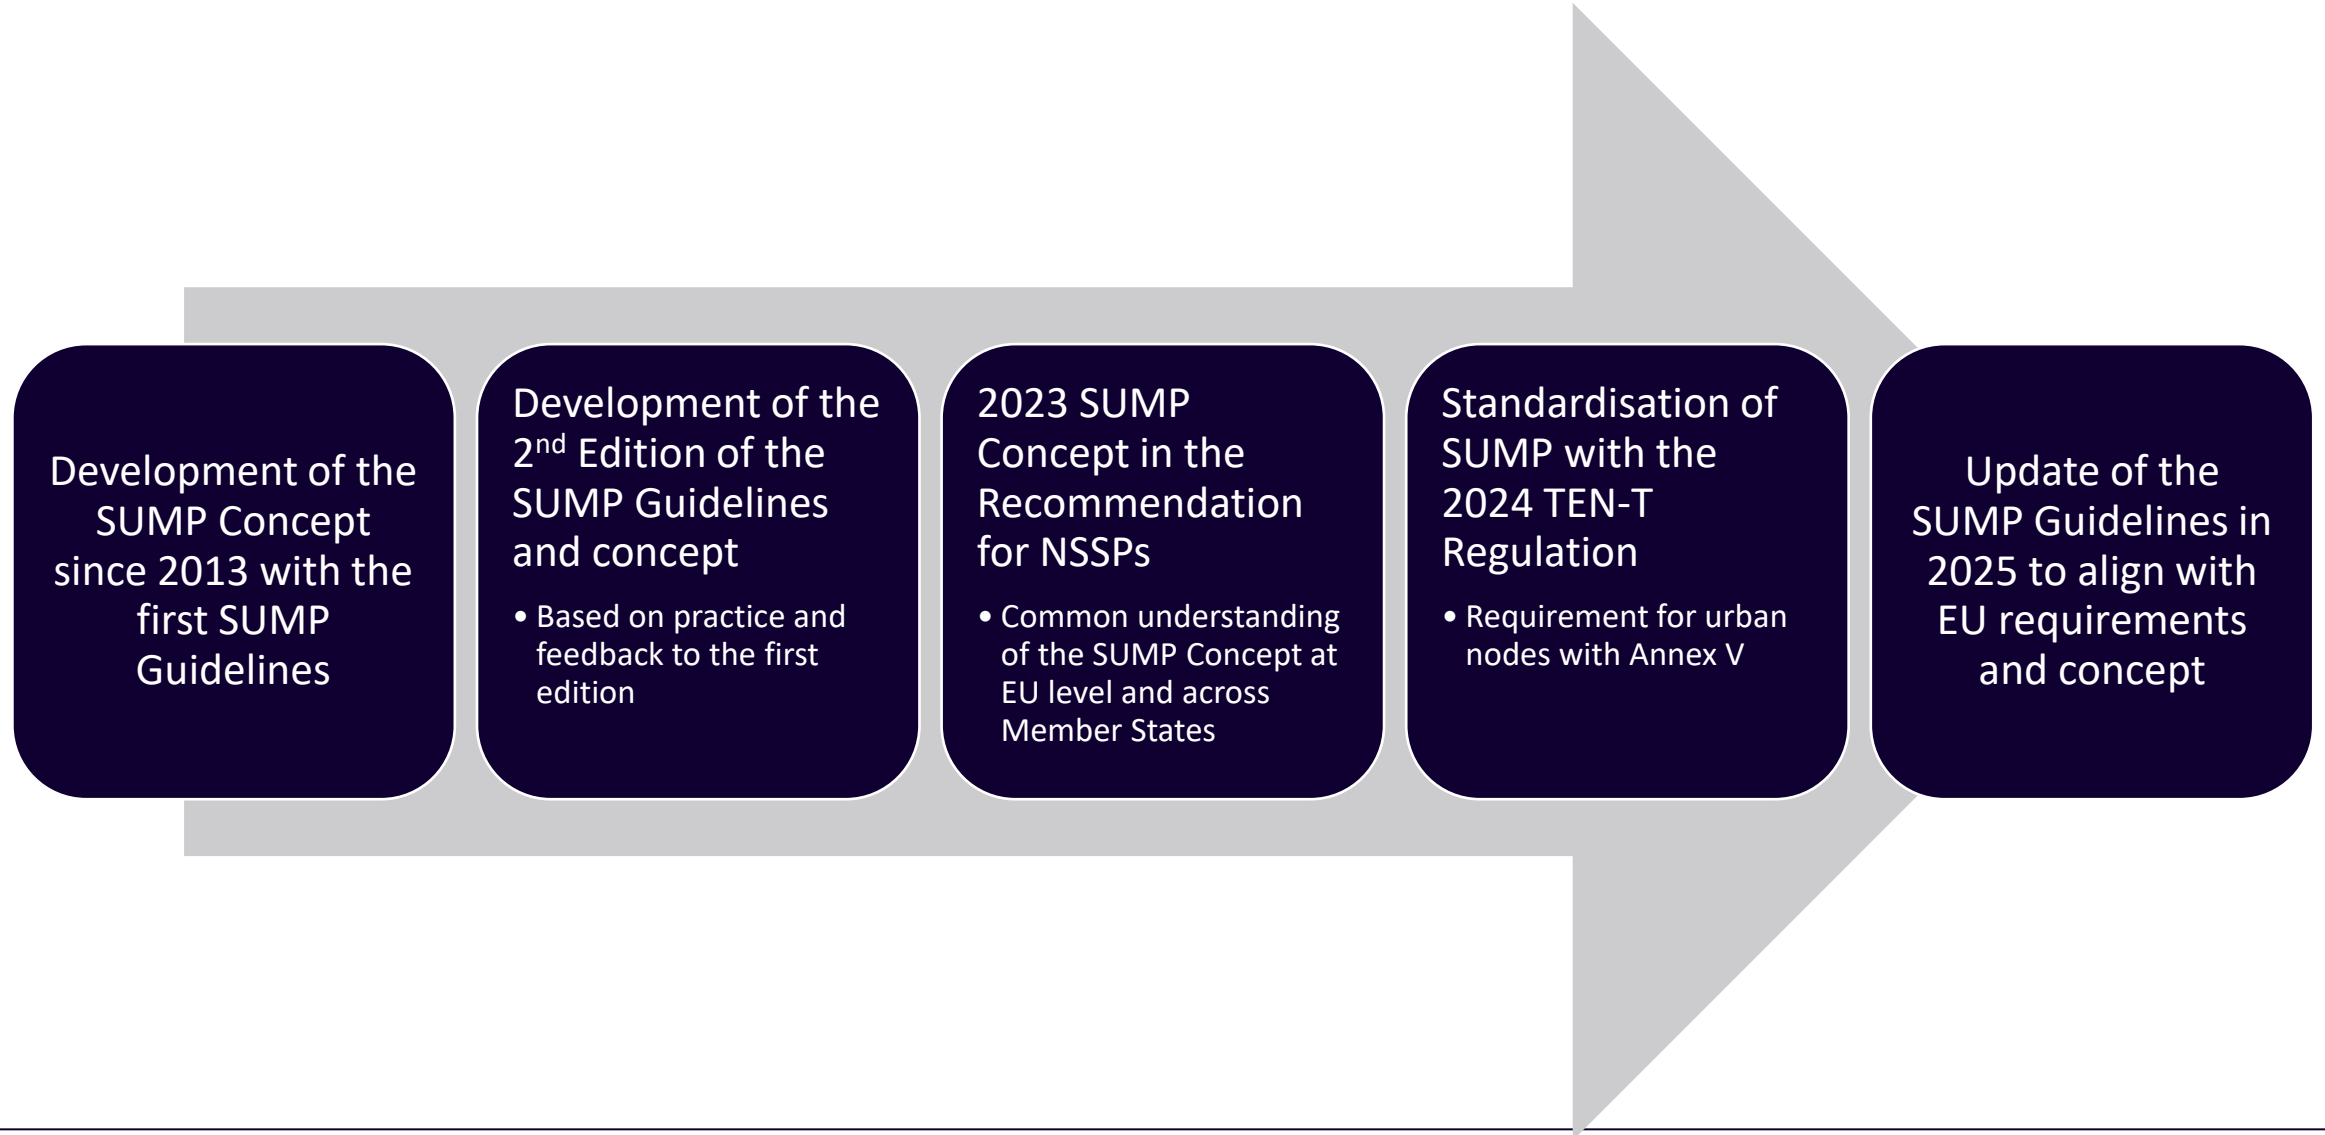 Development of the
SUMP Concept
since 2013 with the
first SUMP
Guidelines
Development of the
2nd Edition of the
SUMP Guidelines
and concept
• Based on practice and
feedback to the first
edition
2023 SUMP
Concept in the
Recommendation
for NSSPs
• Common understanding
of the SUMP Concept at
EU level and across
Member States
Standardisation of
SUMP with the
2024 TEN-T
Regulation
• Requirement for urban
nodes with Annex V
Update of the
SUMP Guidelines in
2025 to align with
EU requirements
and concept